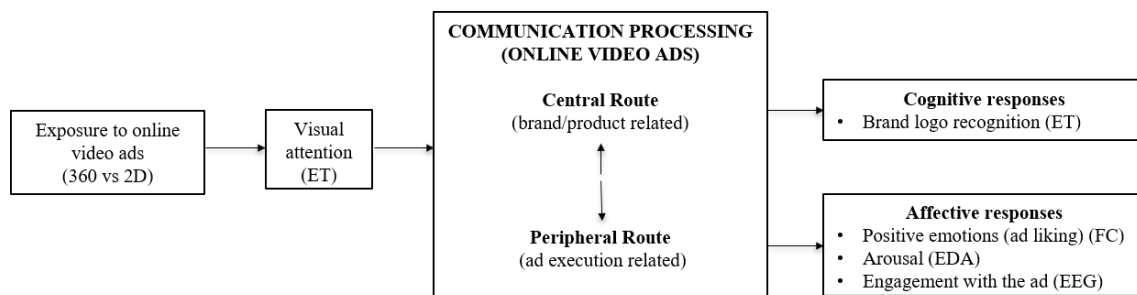 Exposure to online
video ads
(360 vs 2D)
Visual
attention
(ET)
COMMUNICATION PROCESSING
(ONLINE VIDEO ADS)
Central Route
(brand/product related)
Peripheral Route
(ad execution related)
Cognitive responses
• Brand logo recognition (ET)
Affective responses
• Positive emotions (ad liking) (FC)
• Arousal (EDA)
• Engagement with the ad (EEG)